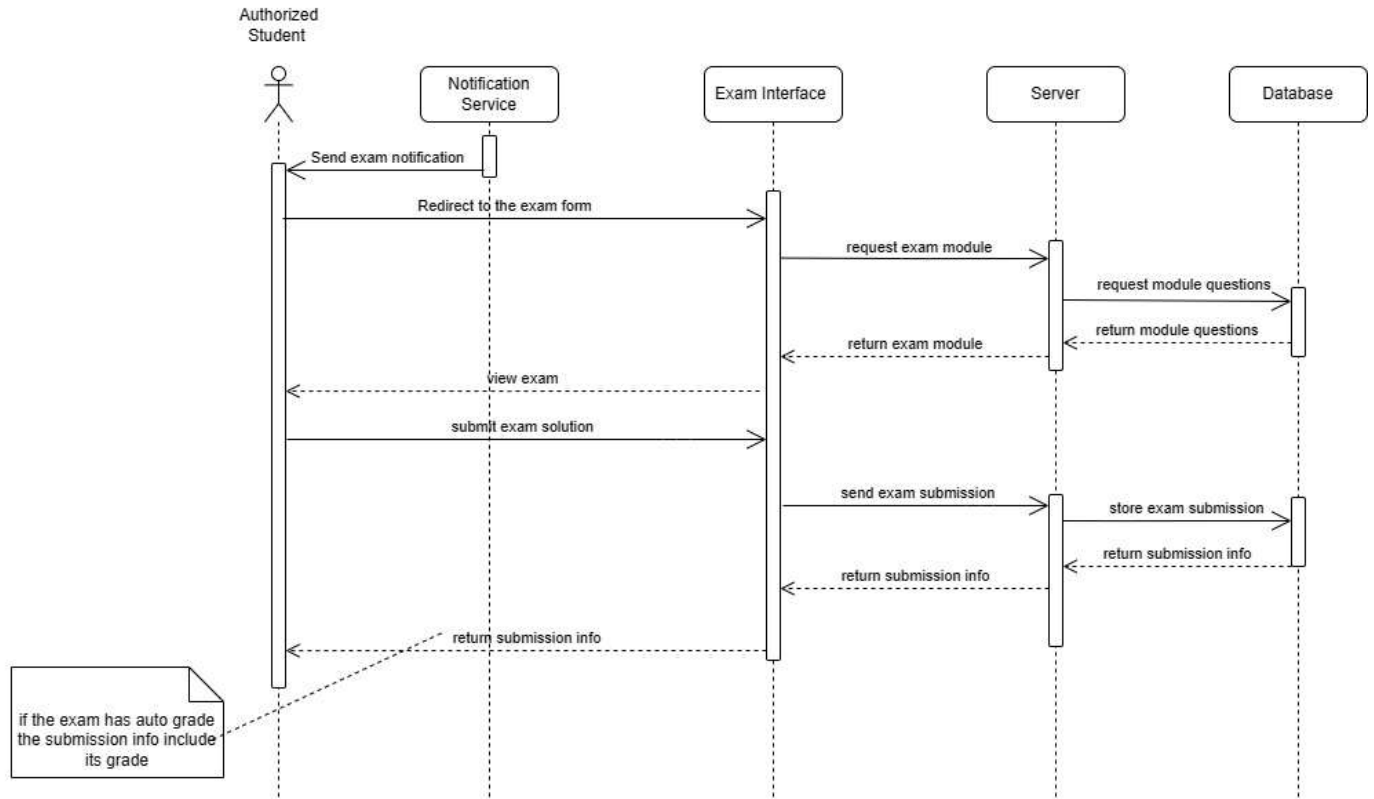 Authorized
Student
Notification
Service
Exam Interface
Server
Database
Send exam notification
Redirect to the exam form
request exam module
request module questions
return module questions
return exam module
view exam
submit exam solution
send exam submission
store exam submission
return submission info
return submission info
return submission info
if the exam has auto grade
the submission info include
its grade